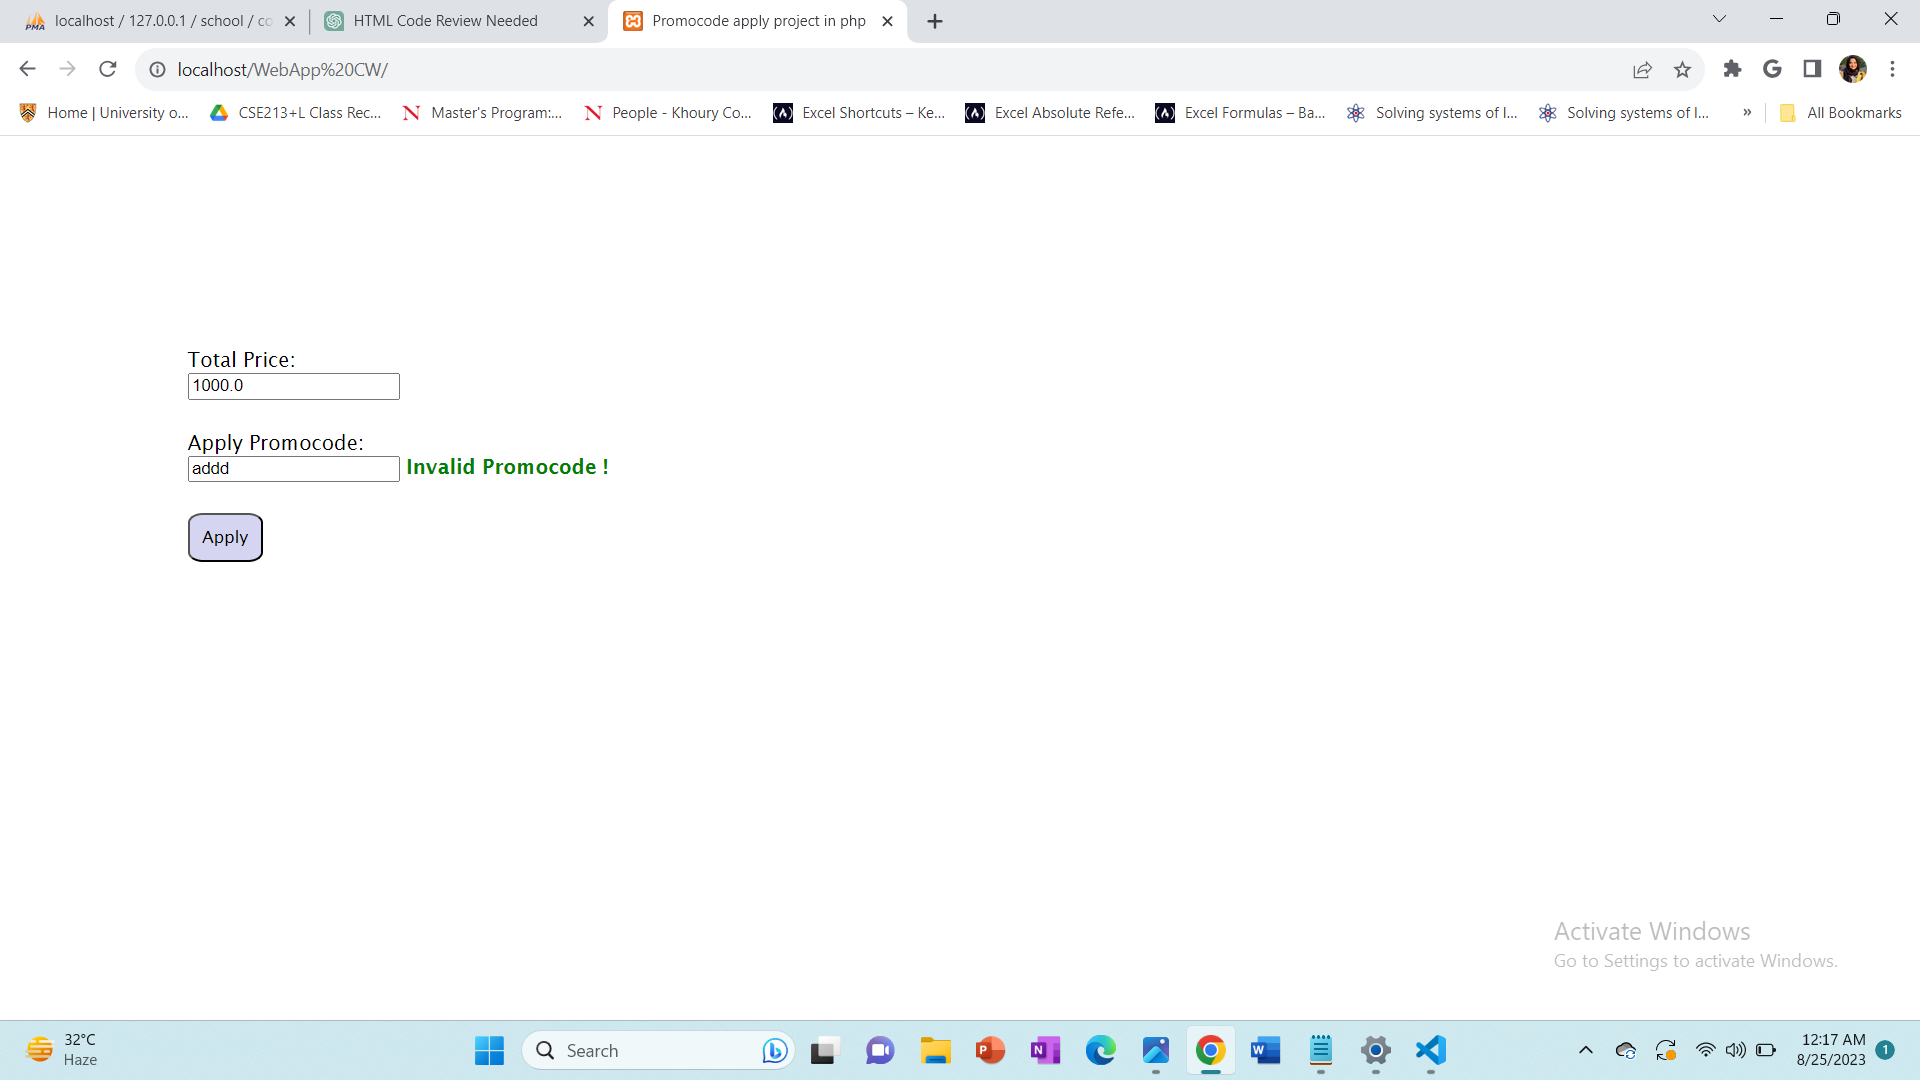 PMA localhost / 127.0.0.1 / school / co
HTML Code Review Needed
Promocode apply project in php
localhost/WebApp%20CW/
Home | University o...
CSE213+L Class Rec...
Master's Program:...
People - Khoury Co...
Excel Shortcuts – Ke...
Excel Absolute Refe...
Excel Formulas – Ba...
Solving systems of l...
Solving systems of l...
»
All Bookmarks
Total Price:
1000.0
Apply Promocode:
addd Invalid Promocode !
Apply
Activate Windows
Go to Settings to activate Windows.
32°C
Haze
Search
12:17 AM
8/25/2023
1